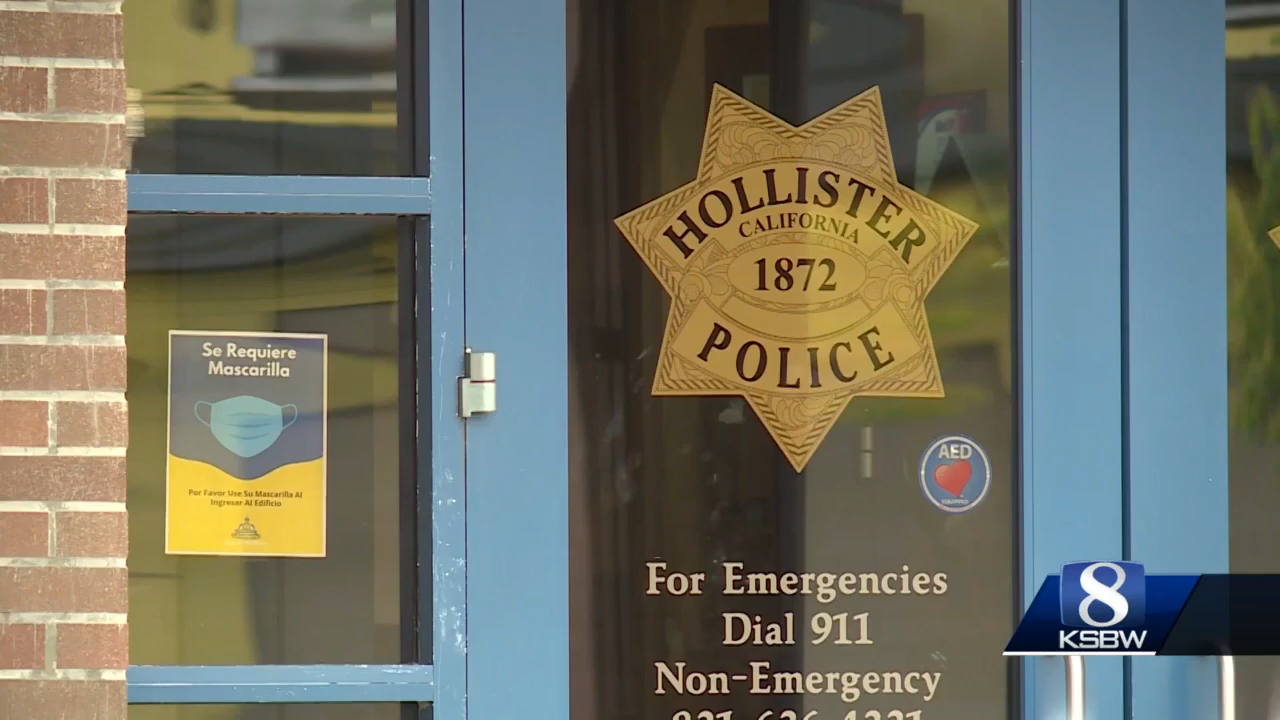 Se Requiere
Mascarilla
Por Favor Use Su Mascarilla Al
Ingresar Al Edificio
HOLLISTER
CALIFORNIA
1872
POLICE
AED
EQUIPPED
For Emergencies
Dial 911
Non-Emergency
8
KSBW